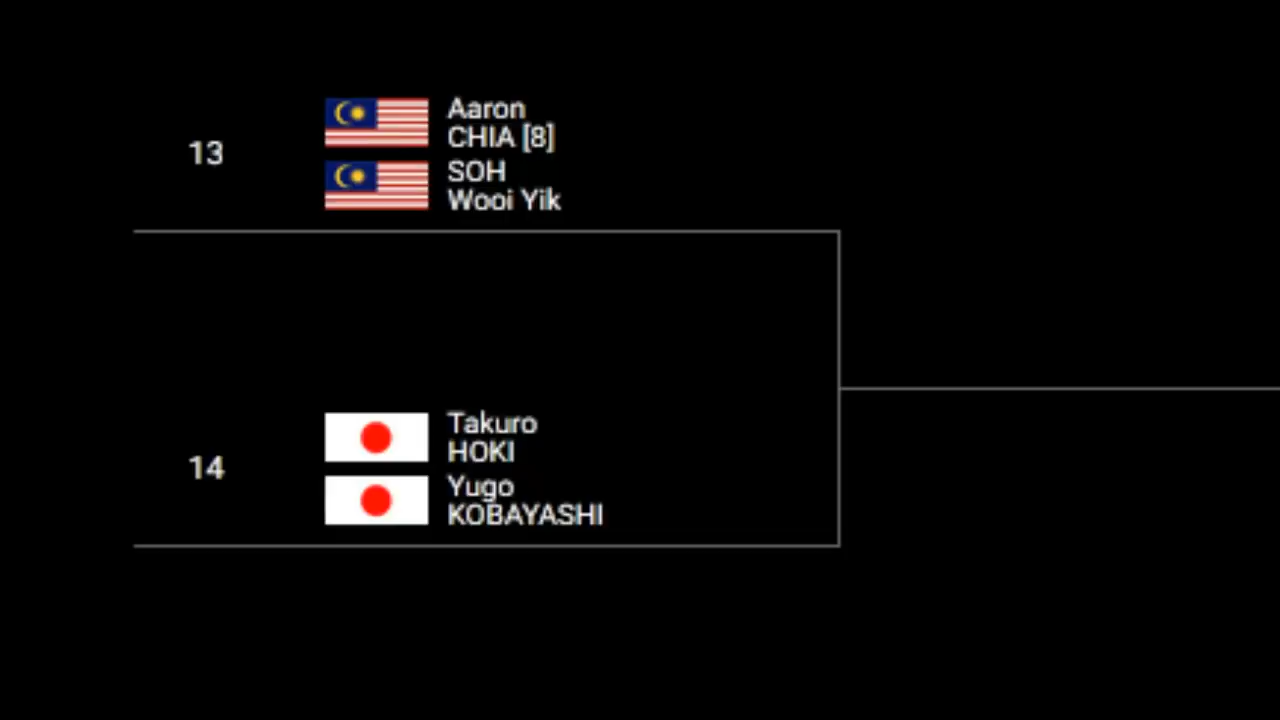 13
Aaron
CHIA [8]
SOH
Wooi Yik
14
Takuro
HOKI
Yugo
KOBAYASHI